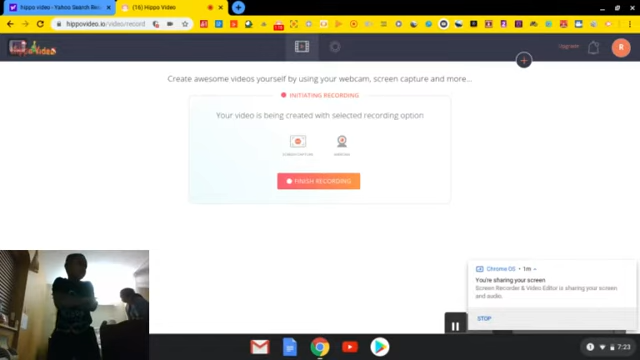 hippo video - Yahoo Search Re
(16) Hippo Video
hippovideo.io/video/record
Hippo Video
Upgrade
R
Create awesome videos yourself by using your webcam, screen capture and more...
INITIATING RECORDING
Your video is being created with selected recording option
FINISH RECORDING
Chrome OS • 1m
You're sharing your screen
Screen Recorder & Video Editor is sharing your screen
and audio.
STOP
7:23